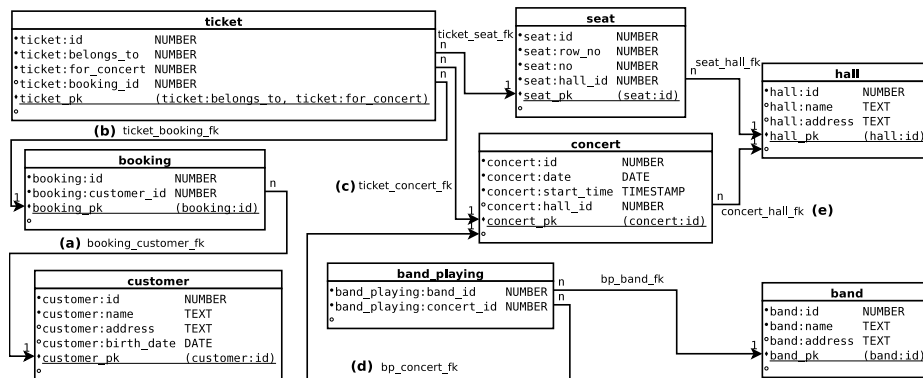 ticket
ticket:id NUMBER
ticket:belongs_to NUMBER
ticket:for_concert NUMBER
ticket:booking_id NUMBER
ticket_pk (ticket:belongs_to, ticket:for_concert)
n
n
n
ticket_seat_fk
1
seat
seat:id NUMBER
seat:row_no NUMBER
seat:no NUMBER
seat:hall_id NUMBER
seat_pk (seat:id)
n
seat_hall_fk
1
hall
hall:id NUMBER
hall:name TEXT
hall:address TEXT
hall_pk (hall:id)
1
(b) ticket_booking_fk
1
booking
booking:id NUMBER
booking:customer_id NUMBER
booking_pk (booking:id)
n
(c) ticket_concert_fk
1
concert
concert:id NUMBER
concert:date DATE
concert:start_time TIMESTAMP
concert:hall_id NUMBER
concert_pk (concert:id)
1
n
concert_hall_fk (e)
(a) booking_customer_fk
1
customer
customer:id NUMBER
customer:name TEXT
customer:address TEXT
customer:birth_date DATE
customer_pk (customer:id)
band_playing
band_playing:band_id NUMBER
band_playing:concert_id NUMBER
n
n
bp_band_fk
1
band
band:id NUMBER
band:name TEXT
band:address TEXT
band_pk (band:id)
(d) bp_concert_fk